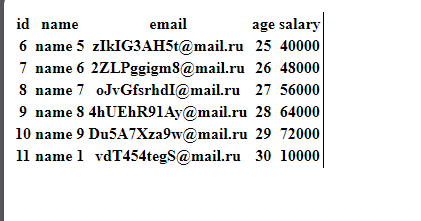 id name email age salary
6 name 5 zIkIG3AH5t@mail.ru 25 40000
7 name 6 2ZLPggigm8@mail.ru 26 48000
8 name 7 oJvGfsrhdI@mail.ru 27 56000
9 name 8 4hUEhR91Ay@mail.ru 28 64000
10 name 9 Du5A7Xza9w@mail.ru 29 72000
11 name 1 vdT454tegS@mail.ru 30 10000